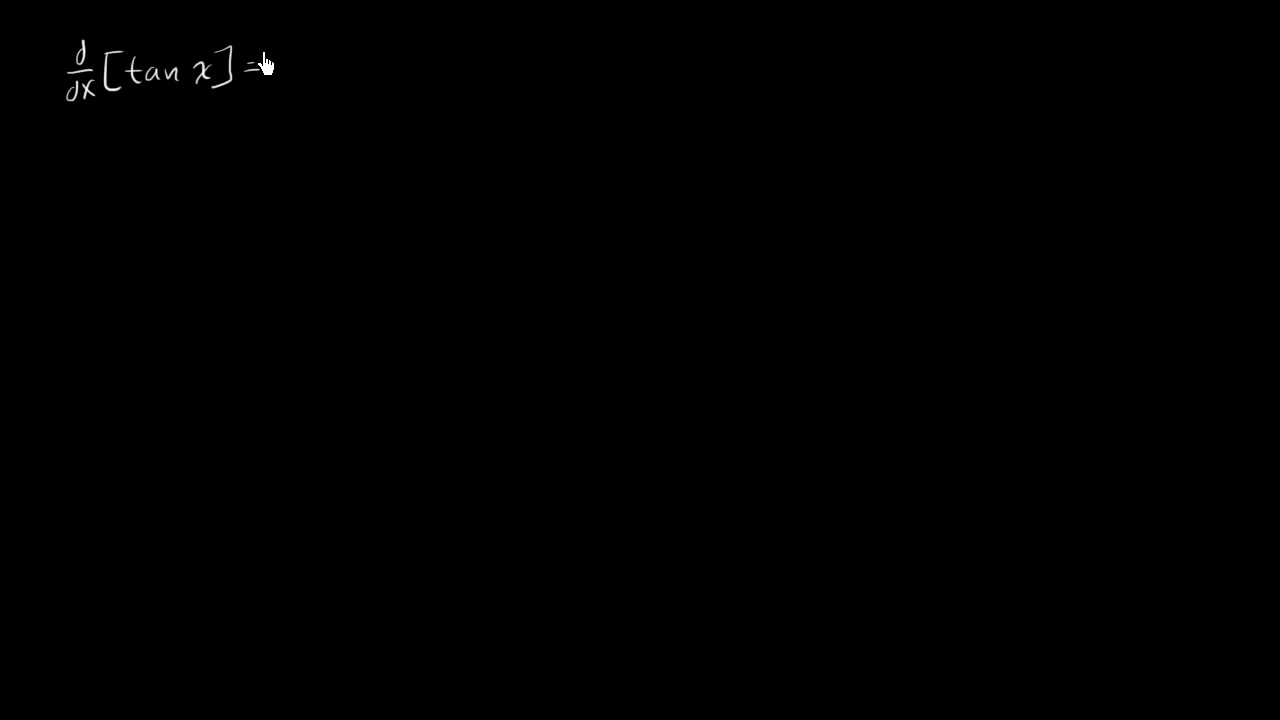 d/dx [tan x] =